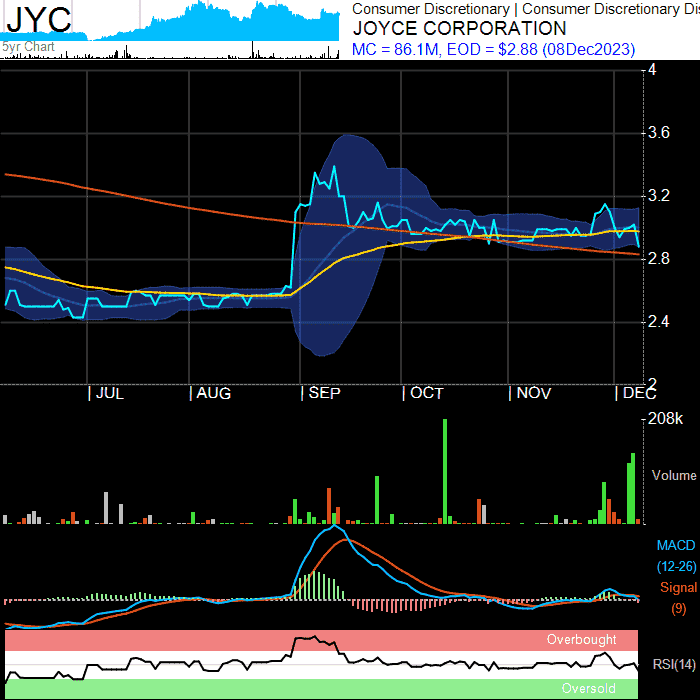 JYC
5yr Chart
Consumer Discretionary | Consumer Discretionary Dis
JOYCE CORPORATION
MC = 86.1M, EOD = $2.88 (08Dec2023)
4
3.6
3.2
2.8
2.4
2
| JUL | AUG | SEP | OCT | NOV | DEC
208k
Volume
MACD
(12-26)
Signal
(9)
Overbought
RSI(14)
Oversold